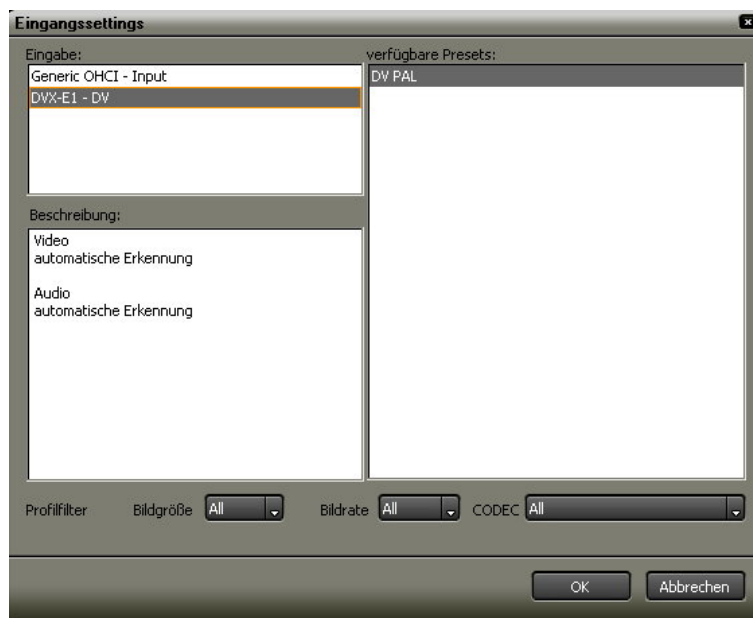 Eingangssettings
Eingabe:
Generic OHCI - Input
DVX-E1 - DV
verfügbare Presets:
DV PAL
Beschreibung:
Video
automatische Erkennung
Audio
automatische Erkennung
Profilfilter Bildgröße All Bildrate All CODEC All
OK Abbrechen